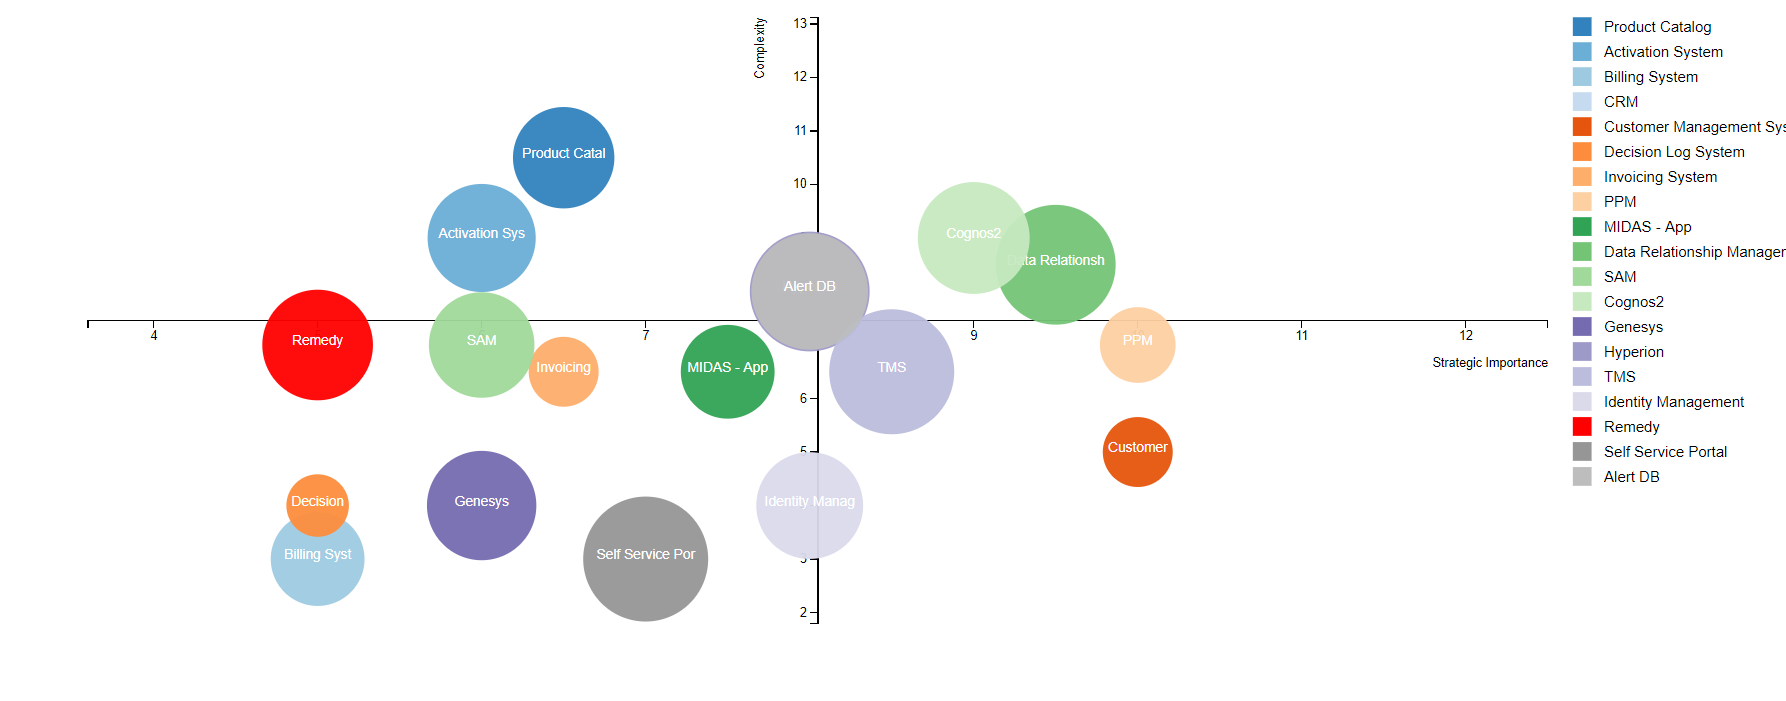 Complexity
13
12
11
10
6
5
3
2
4
7
9
10
11
12
Strategic Importance
Product Catal
Activation Sys
Cognos2
Data Relationsh
Alert DB
Remedy
SAM
Invoicing
MIDAS - App
TMS
PPM
Customer
Decision
Genesys
Identity Manag
Billing Syst
Self Service Por
Product Catalog
Activation System
Billing System
CRM
Customer Management Sys
Decision Log System
Invoicing System
PPM
MIDAS - App
Data Relationship Manager
SAM
Cognos2
Genesys
Hyperion
TMS
Identity Management
Remedy
Self Service Portal
Alert DB